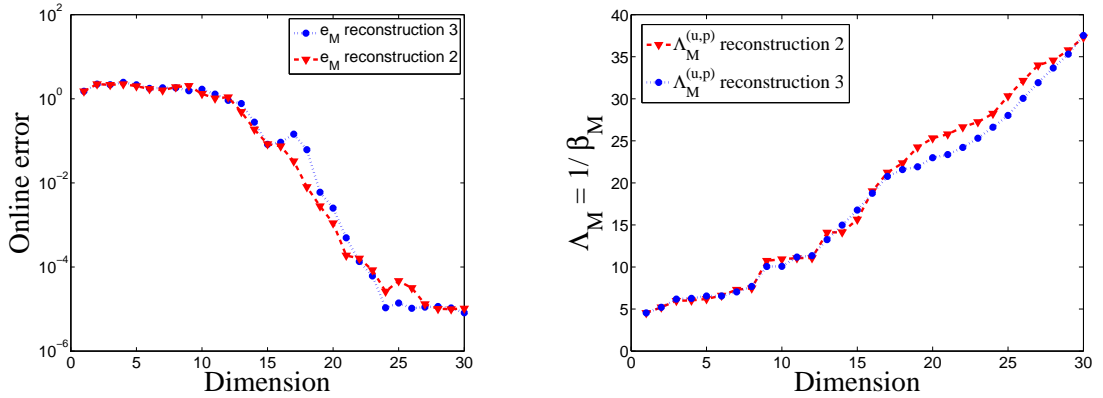 10^2
10^0
10^-2
10^-4
10^-6
Online error
e_M reconstruction 3
e_M reconstruction 2
0 5 10 15 20 25 30
Dimension
40
35
30
25
20
15
10
5
0
Λ_M = 1/ β_M
Λ_M^(u,p) reconstruction 2
Λ_M^(u,p) reconstruction 3
0 5 10 15 20 25 30
Dimension